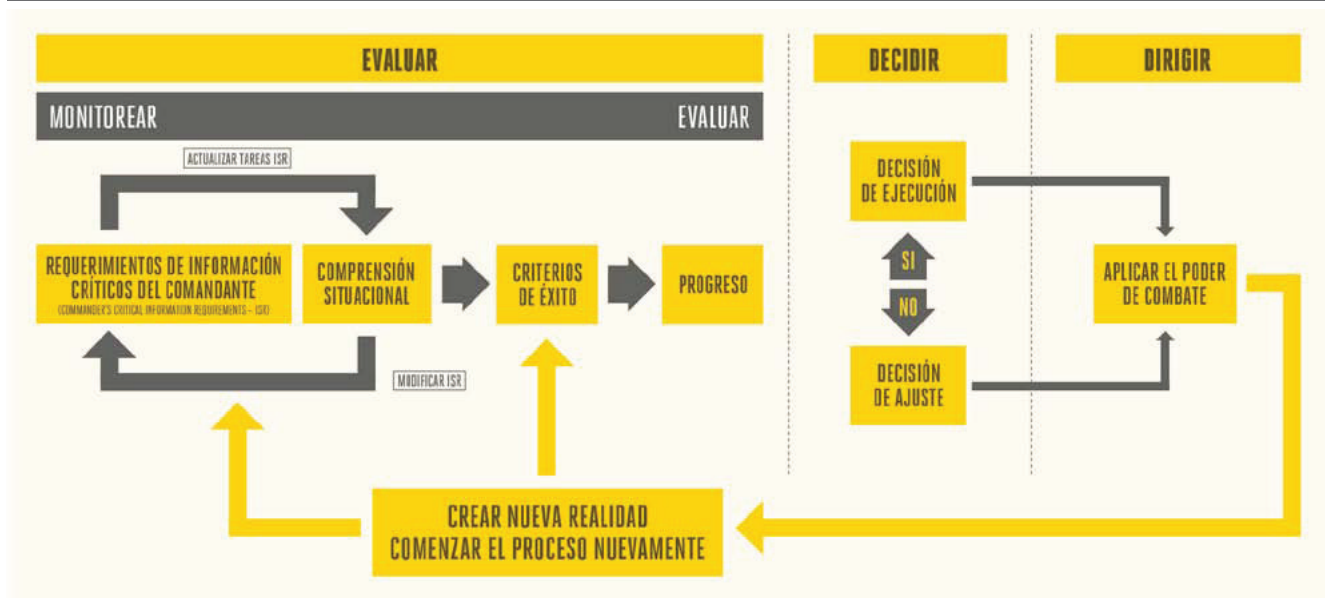 EVALUAR
DECIDIR
DIRIGIR
MONITOREAR
EVALUAR
ACTUALIZAR TAREAS ISR
REQUERIMIENTOS DE INFORMACIÓN
CRÍTICOS DEL COMANDANTE
(COMMANDER'S CRITICAL INFORMATION REQUIREMENTS – ISR)
COMPRENSIÓN
SITUACIONAL
CRITERIOS
DE ÉXITO
PROGRESO
MODIFICAR ISR
DECISIÓN
DE EJECUCIÓN
SI
NO
DECISIÓN
DE AJUSTE
APLICAR EL PODER
DE COMBATE
CREAR NUEVA REALIDAD
COMENZAR EL PROCESO NUEVAMENTE